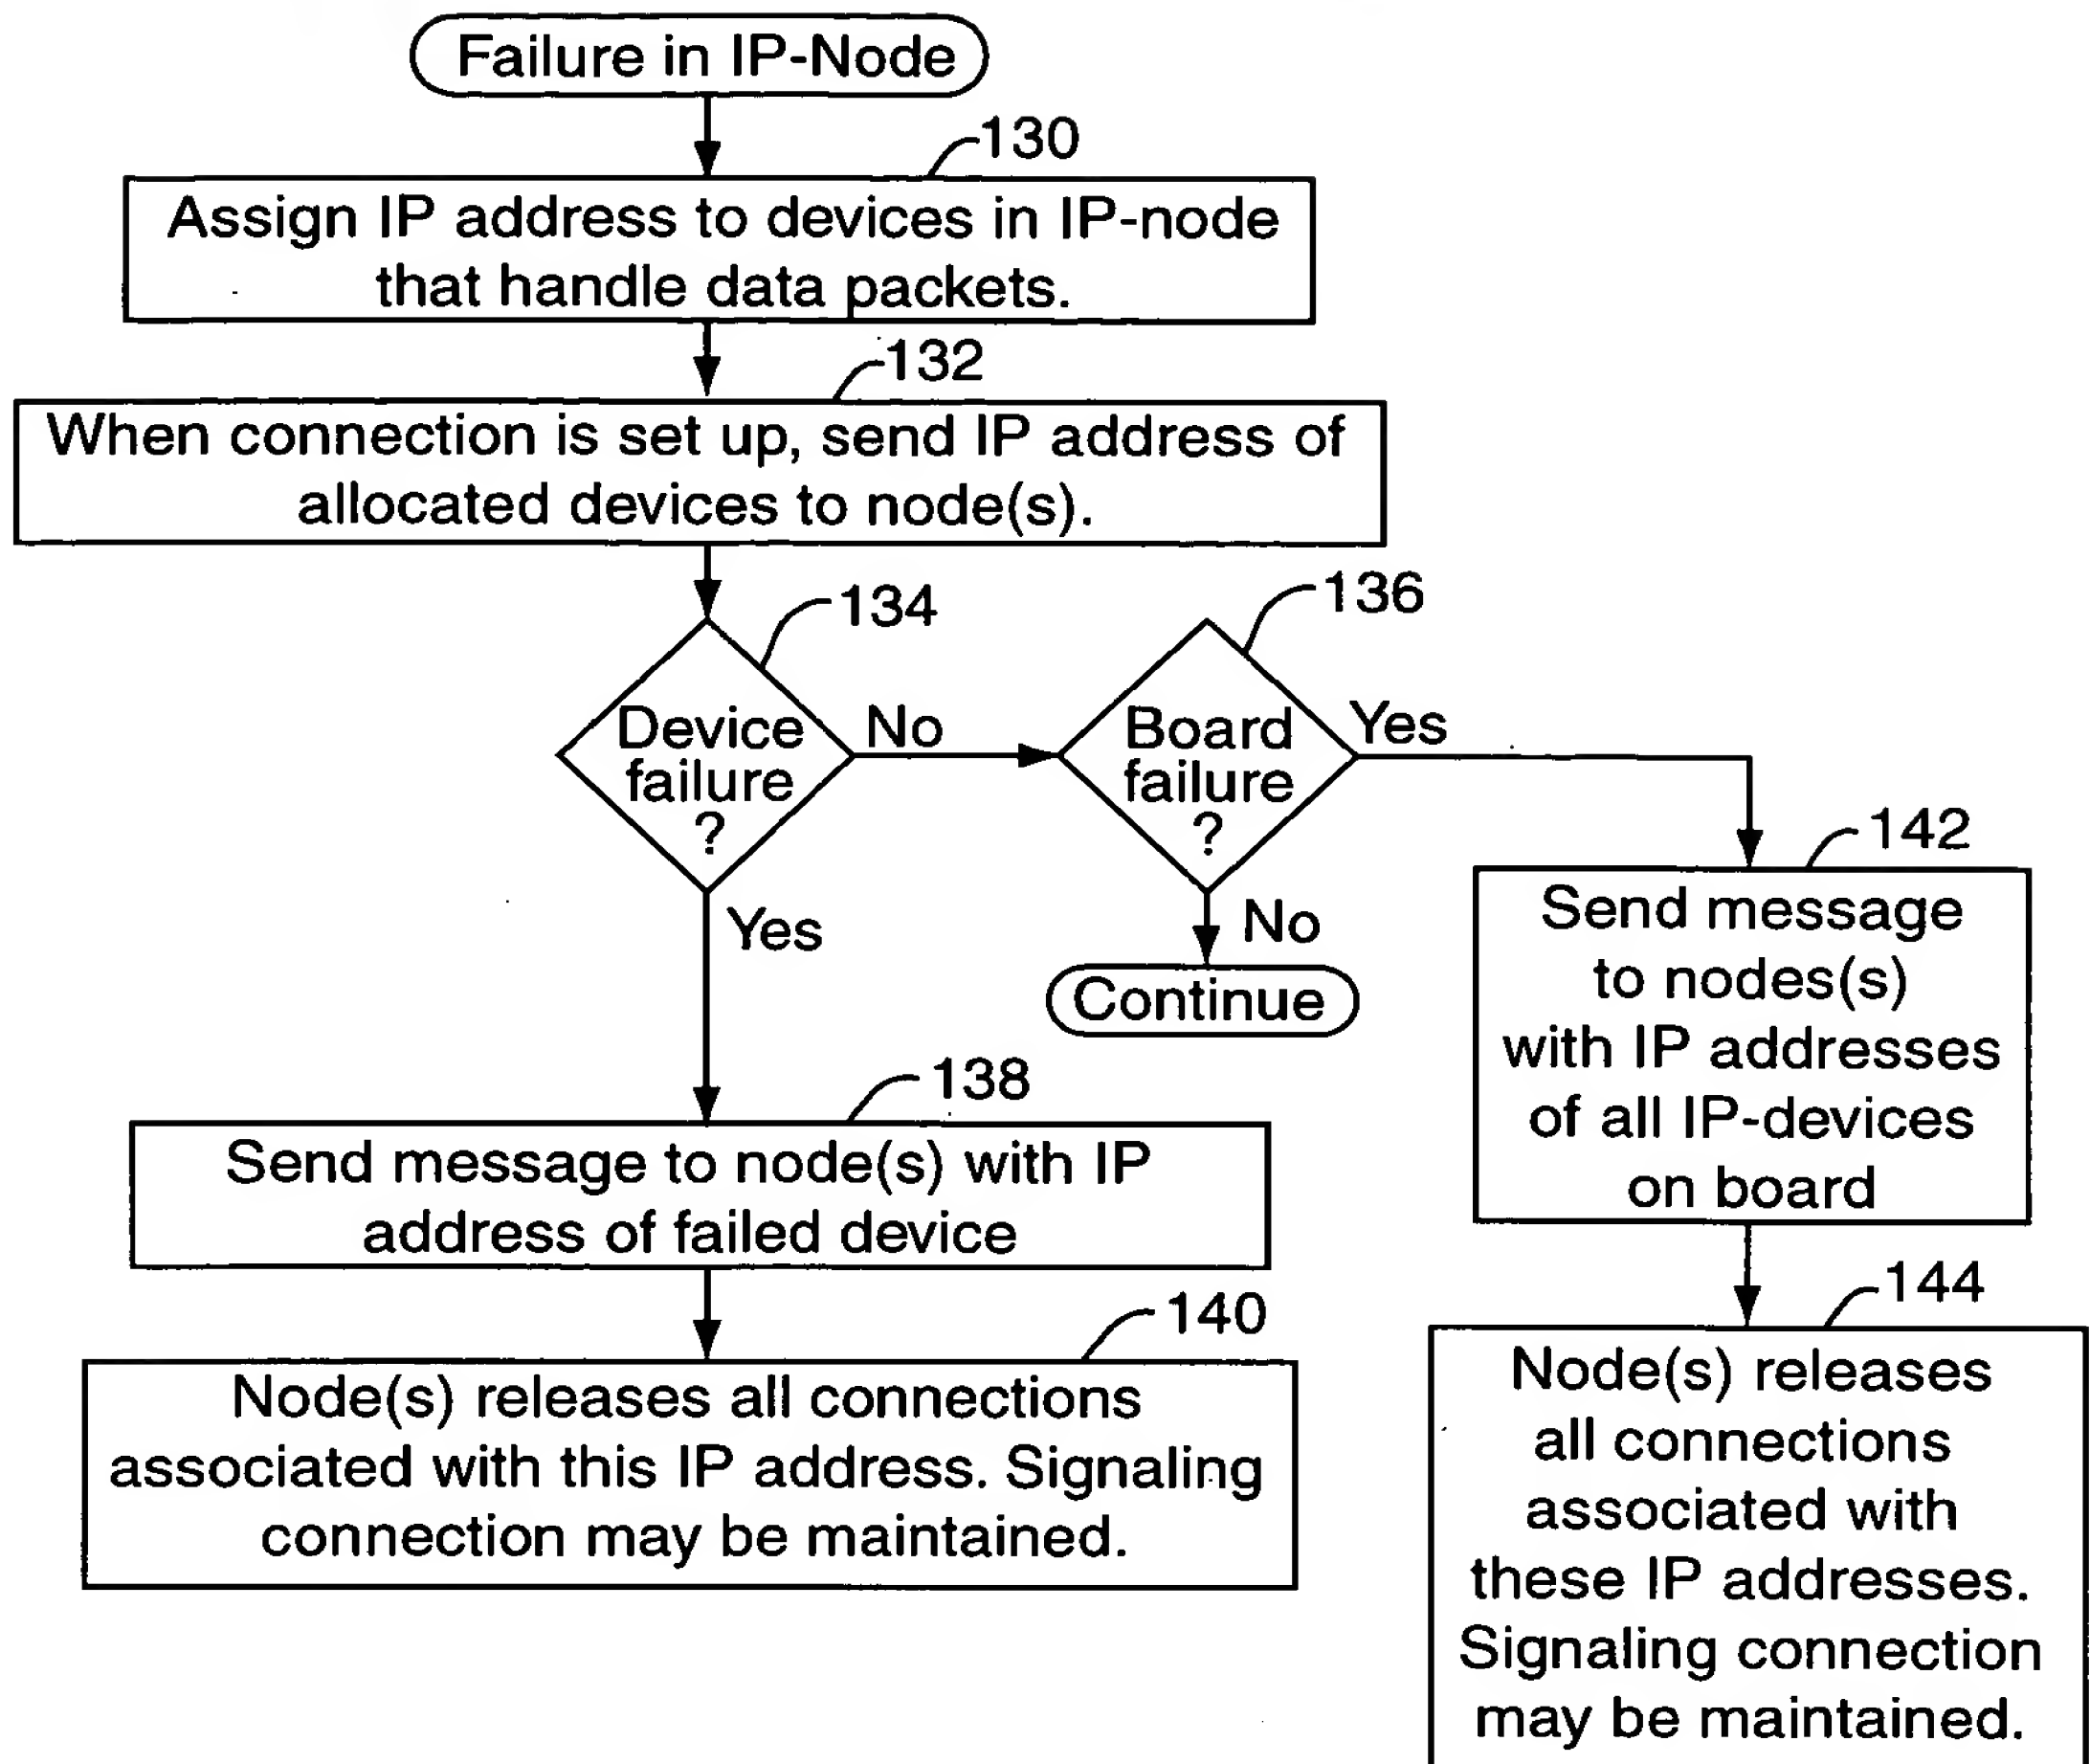 Failure in IP-Node
130
Assign IP address to devices in IP-node
that handle data packets.
132
When connection is set up, send IP address of
allocated devices to node(s).
134
136
Device
failure
?
No
Board
failure
?
Yes
Yes
No
Continue
142
Send message
to nodes(s)
with IP addresses
of all IP-devices
on board
138
Send message to node(s) with IP
address of failed device
140
Node(s) releases all connections
associated with this IP address. Signaling
connection may be maintained.
144
Node(s) releases
all connections
associated with
these IP addresses.
Signaling connection
may be maintained.